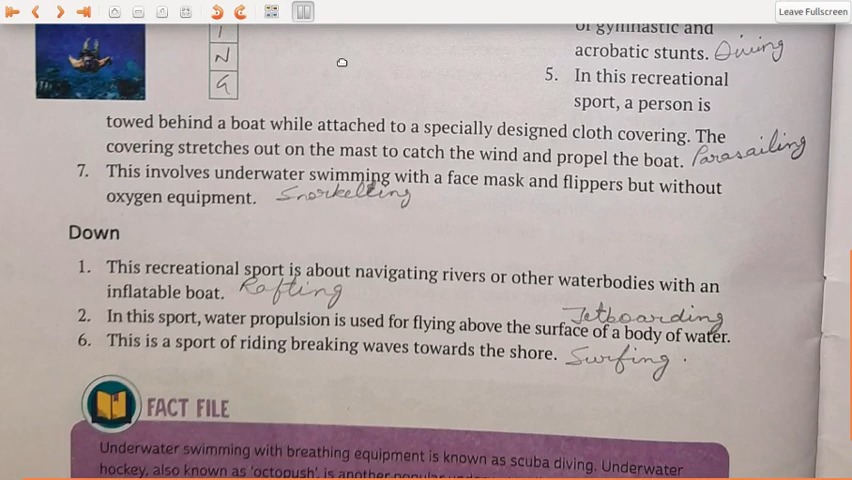 Leave Fullscreen
I
N
G
of gymnastic and
acrobatic stunts. Diving
5. In this recreational
sport, a person is
towed behind a boat while attached to a specially designed cloth covering. The
covering stretches out on the mast to catch the wind and propel the boat. Parasailing
7. This involves underwater swimming with a face mask and flippers but without
oxygen equipment. Snorkelling
Down
1. This recreational sport is about navigating rivers or other waterbodies with an
inflatable boat. Rafting
Jetboarding
2. In this sport, water propulsion is used for flying above the surface of a body of water.
6. This is a sport of riding breaking waves towards the shore. Surfing.
FACT FILE
Underwater swimming with breathing equipment is known as scuba diving. Underwater
hockey, also known as 'octopush', is another popular